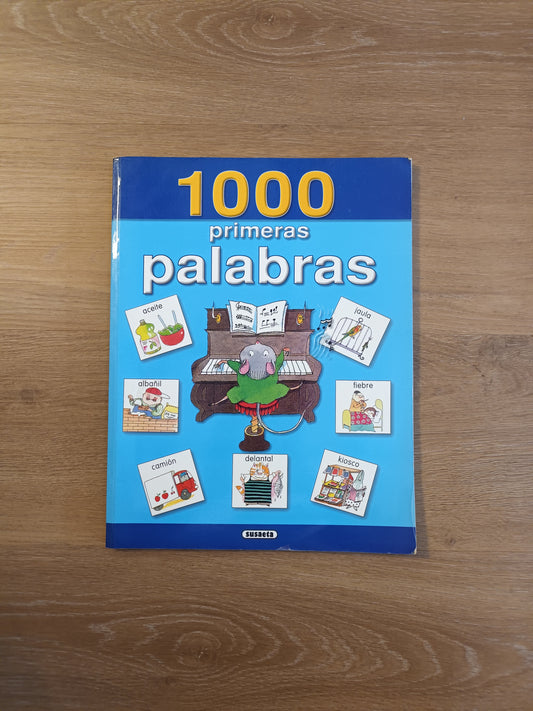 1000
primeras
palabras
aceite
jaula
albañil
fiebre
camión
delantal
kiosco
susaeta